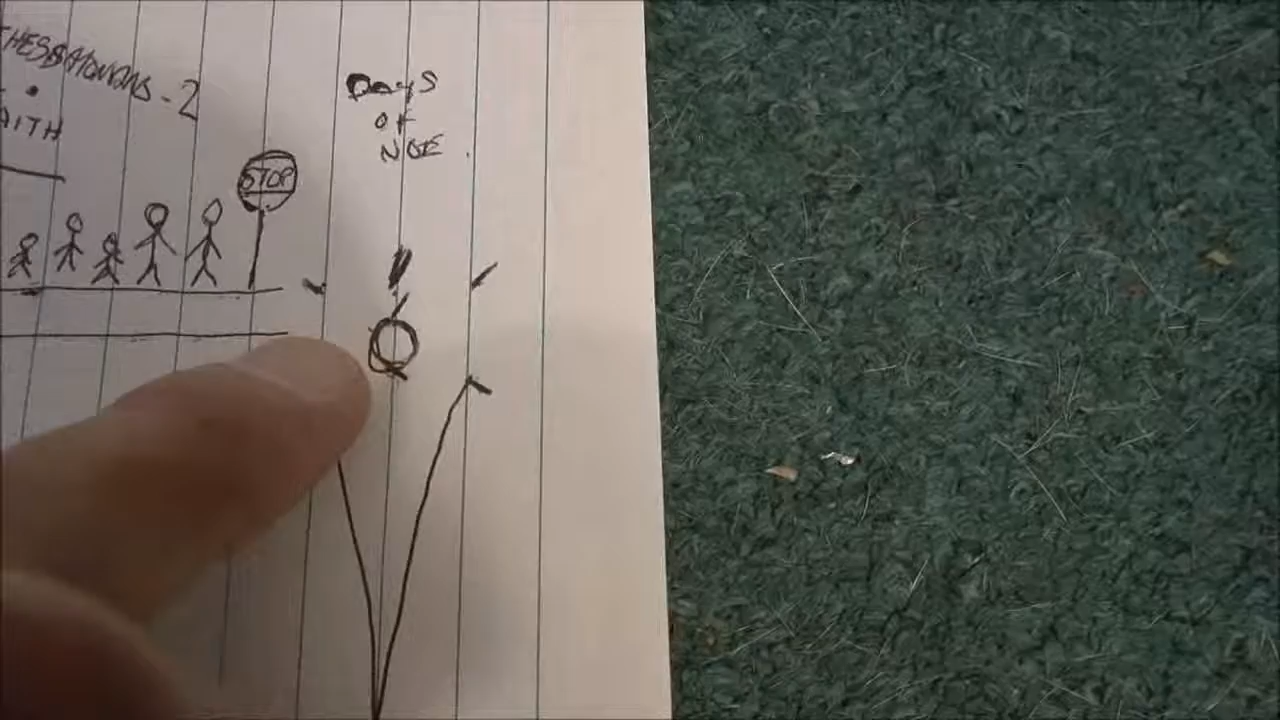 THESSALONIANS - 2
AITH
STOP
Days
of
NOE.